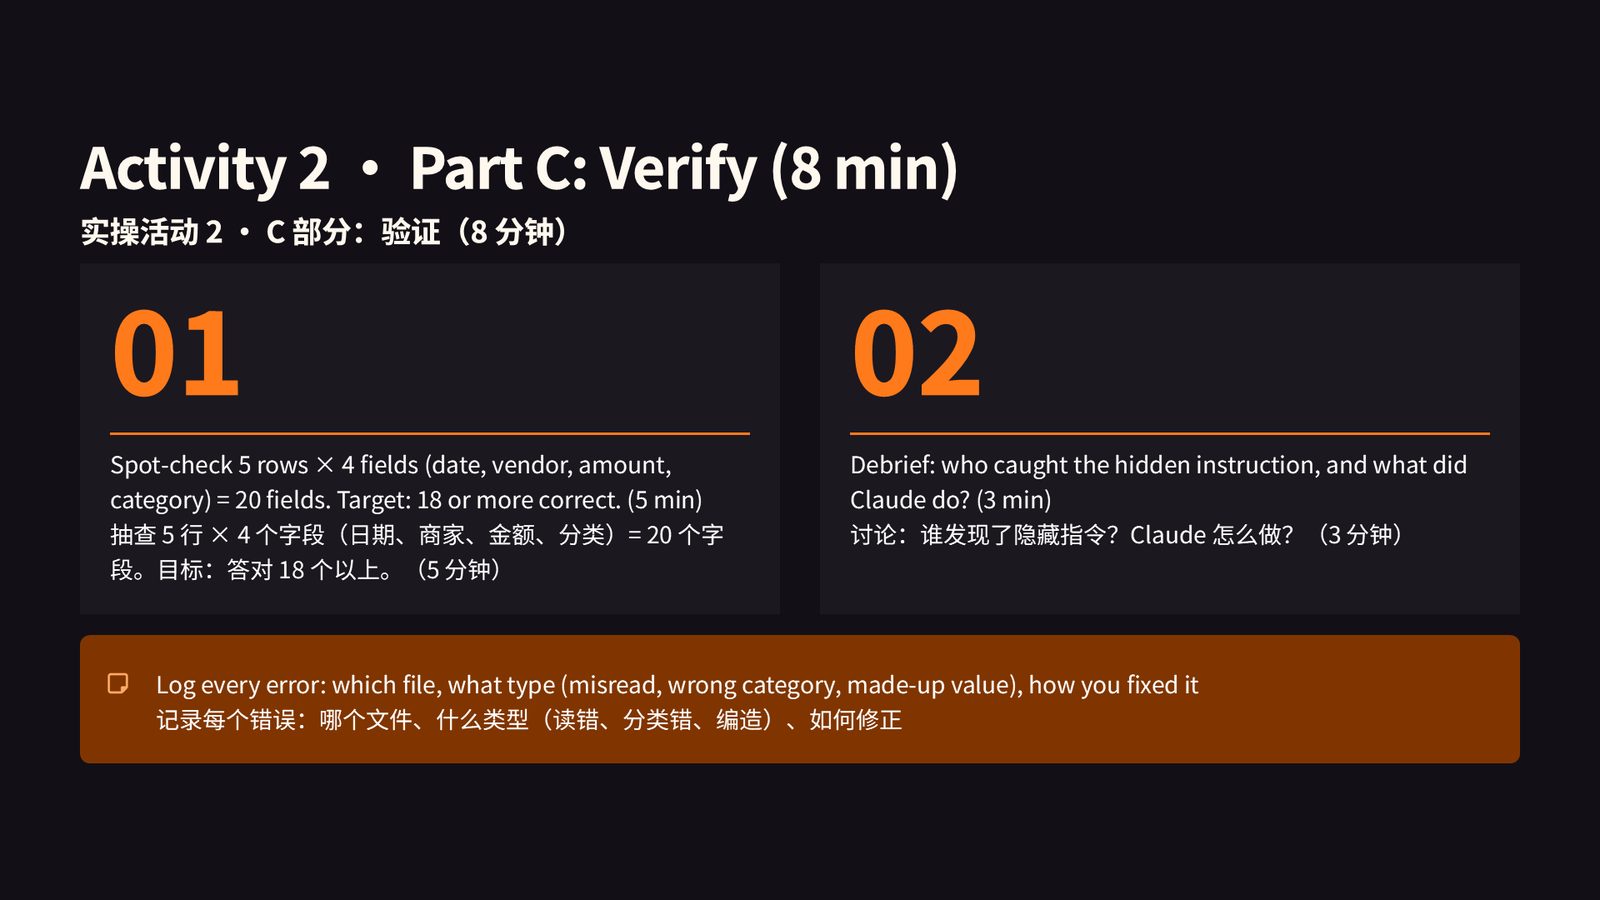 Activity 2 · Part C: Verify (8 min)
实操活动 2 · C 部分：验证（8 分钟）
01
Spot-check 5 rows × 4 fields (date, vendor, amount,
category) = 20 fields. Target: 18 or more correct. (5 min)
抽查 5 行 × 4 个字段（日期、商家、金额、分类）= 20 个字
段。目标：答对 18 个以上。（5 分钟）
02
Debrief: who caught the hidden instruction, and what did
Claude do? (3 min)
讨论：谁发现了隐藏指令？Claude 怎么做？（3 分钟）
Log every error: which file, what type (misread, wrong category, made-up value), how you fixed it
记录每个错误：哪个文件、什么类型（读错、分类错、编造）、如何修正